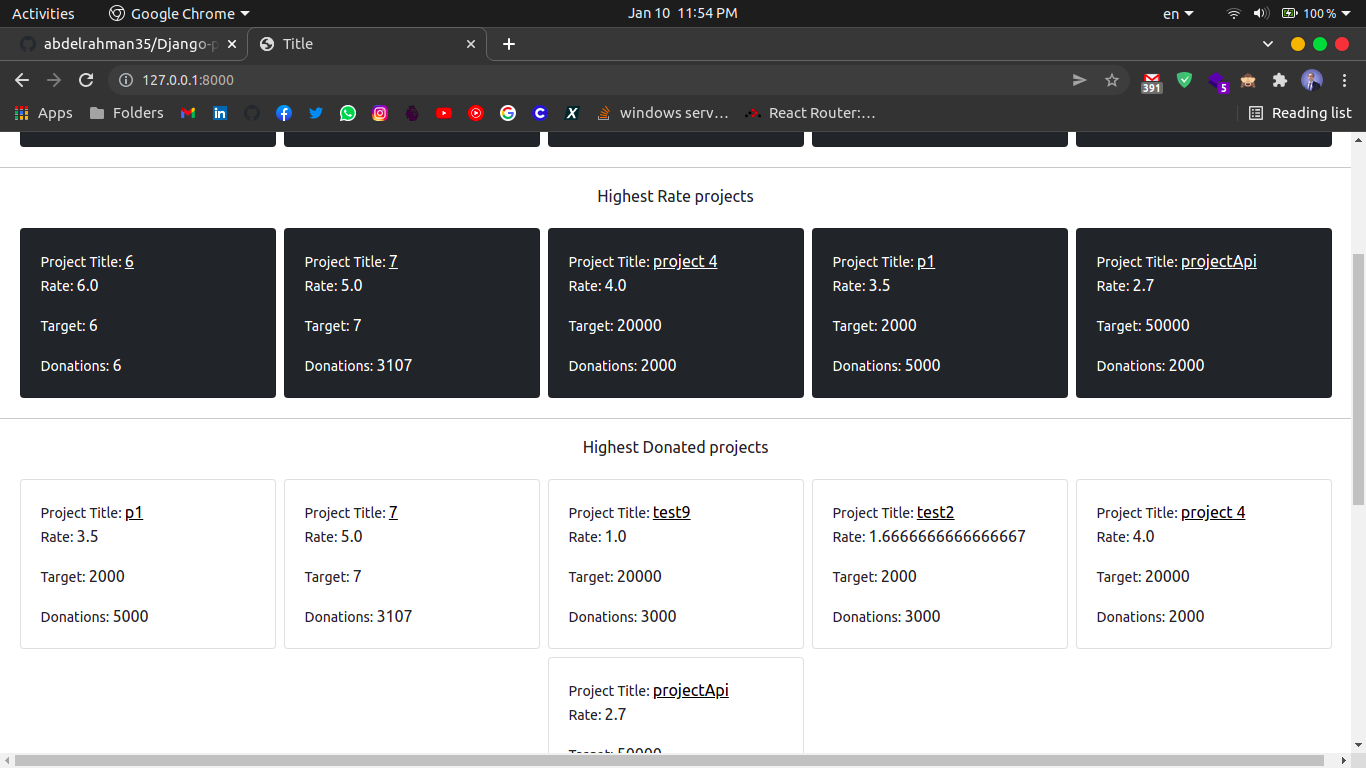 Activities Google Chrome Jan 10 11:54 PM en 100 %
abdelrahman35/Django-p Title
127.0.0.1:8000 391 5
Apps Folders windows serv… React Router:… Reading list
Highest Rate projects
Project Title: 6
Rate: 6.0
Target: 6
Donations: 6
Project Title: 7
Rate: 5.0
Target: 7
Donations: 3107
Project Title: project 4
Rate: 4.0
Target: 20000
Donations: 2000
Project Title: p1
Rate: 3.5
Target: 2000
Donations: 5000
Project Title: projectApi
Rate: 2.7
Target: 50000
Donations: 2000
Highest Donated projects
Project Title: p1
Rate: 3.5
Target: 2000
Donations: 5000
Project Title: 7
Rate: 5.0
Target: 7
Donations: 3107
Project Title: test9
Rate: 1.0
Target: 20000
Donations: 3000
Project Title: test2
Rate: 1.6666666666666667
Target: 2000
Donations: 3000
Project Title: project 4
Rate: 4.0
Target: 20000
Donations: 2000
Project Title: projectApi
Rate: 2.7
Target: 50000